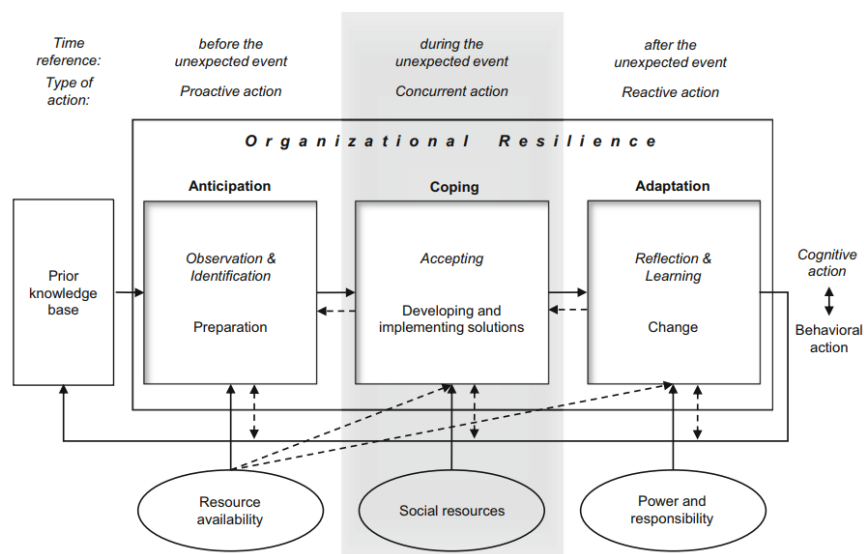 Time
reference:
before the
unexpected event
during the
unexpected event
after the
unexpected event
Type of
action:
Proactive action
Concurrent action
Reactive action
Organizational Resilience
Anticipation
Coping
Adaptation
Prior
knowledge
base
Observation &
Identification
Preparation
Accepting
Developing and
implementing solutions
Reflection &
Learning
Change
Cognitive
action
Behavioral
action
Resource
availability
Social resources
Power and
responsibility